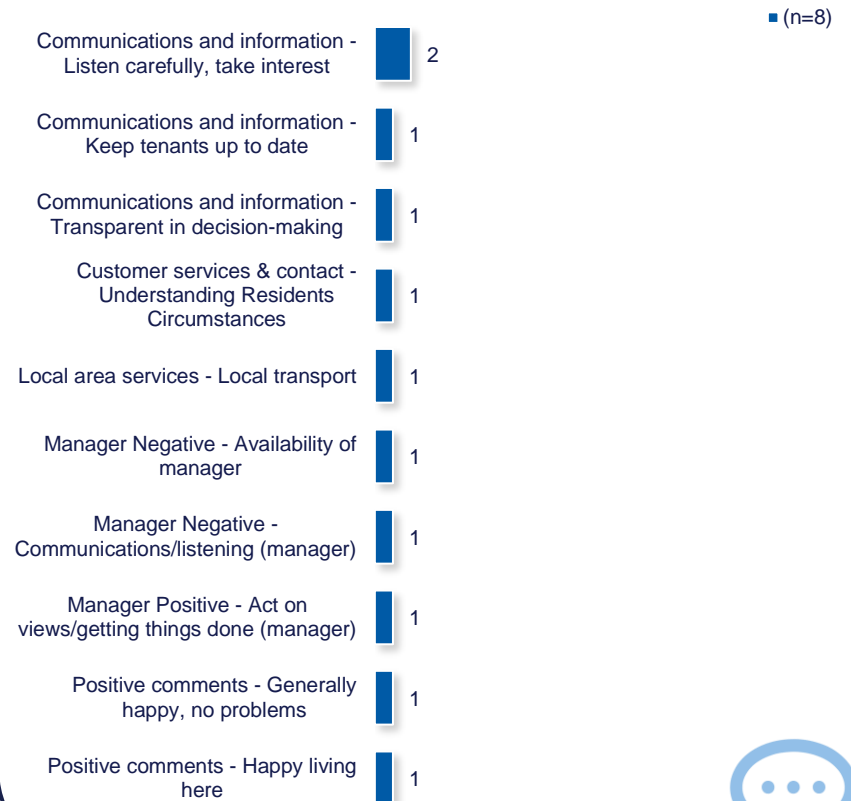 (n=8)
Communications and information -
Listen carefully, take interest
2
Communications and information -
Keep tenants up to date
1
Communications and information -
Transparent in decision-making
1
Customer services & contact -
Understanding Residents
Circumstances
1
Local area services - Local transport
1
Manager Negative - Availability of
manager
1
Manager Negative -
Communications/listening (manager)
1
Manager Positive - Act on
views/getting things done (manager)
1
Positive comments - Generally
happy, no problems
1
Positive comments - Happy living
here
1